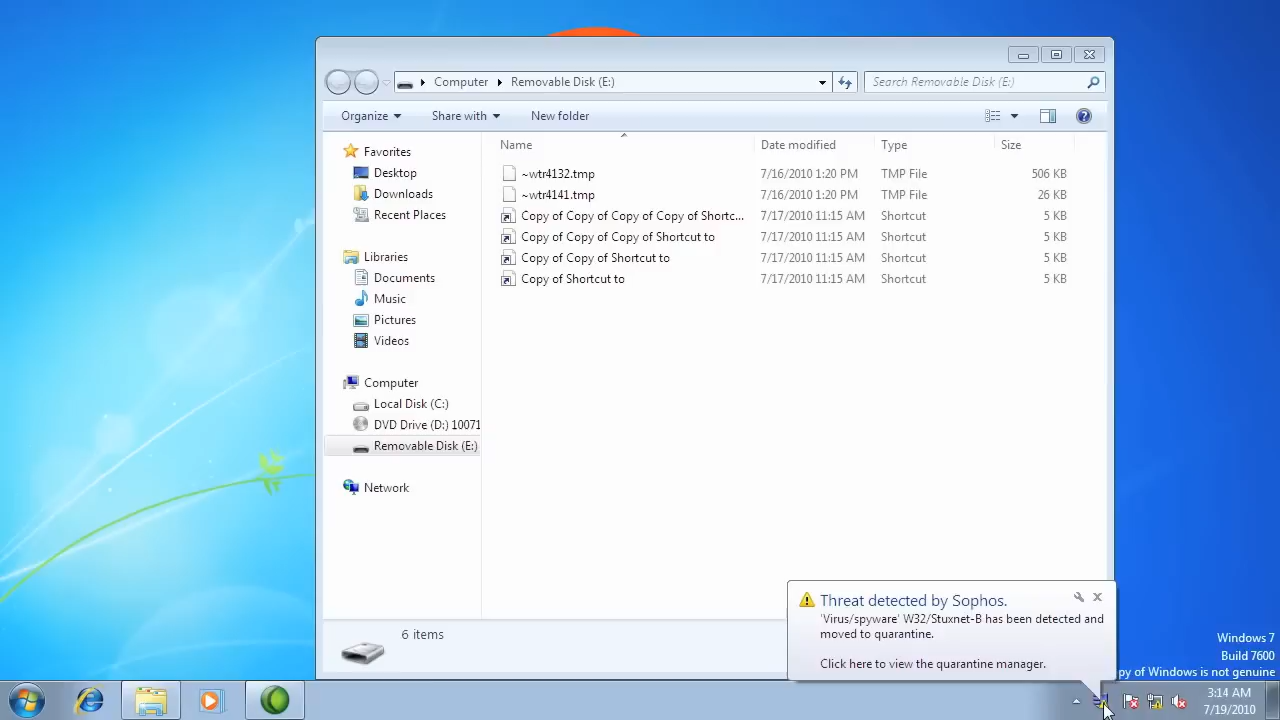 Computer
Removable Disk (E:)
Search Removable Disk (E:)
Organize
Share with
New folder
Favorites
Desktop
Downloads
Recent Places
Libraries
Documents
Music
Pictures
Videos
Computer
Local Disk (C:)
DVD Drive (D:) 10071
Removable Disk (E:)
Network
Name Date modified Type Size
~wtr4132.tmp 7/16/2010 1:20 PM TMP File 506 KB
~wtr4141.tmp 7/16/2010 1:20 PM TMP File 26 KB
Copy of Copy of Copy of Copy of Shortc... 7/17/2010 11:15 AM Shortcut 5 KB
Copy of Copy of Copy of Shortcut to 7/17/2010 11:15 AM Shortcut 5 KB
Copy of Copy of Shortcut to 7/17/2010 11:15 AM Shortcut 5 KB
Copy of Shortcut to 7/17/2010 11:15 AM Shortcut 5 KB
6 items
Threat detected by Sophos.
'Virus/spyware' W32/Stuxnet-B has been detected and
moved to quarantine.
Click here to view the quarantine manager.
Windows 7
Build 7600
py of Windows is not genuine
3:14 AM
7/19/2010